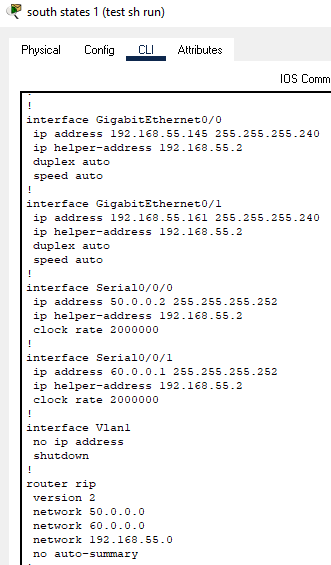 south states 1 (test sh run)
Physical Config CLI Attributes
IOS Comm
!
!
interface GigabitEthernet0/0
ip address 192.168.55.145 255.255.255.240
ip helper-address 192.168.55.2
duplex auto
speed auto
!
interface GigabitEthernet0/1
ip address 192.168.55.161 255.255.255.240
ip helper-address 192.168.55.2
duplex auto
speed auto
!
interface Serial0/0/0
ip address 50.0.0.2 255.255.255.252
ip helper-address 192.168.55.2
clock rate 2000000
!
interface Serial0/0/1
ip address 60.0.0.1 255.255.255.252
ip helper-address 192.168.55.2
clock rate 2000000
!
interface Vlan1
no ip address
shutdown
!
router rip
version 2
network 50.0.0.0
network 60.0.0.0
network 192.168.55.0
no auto-summary